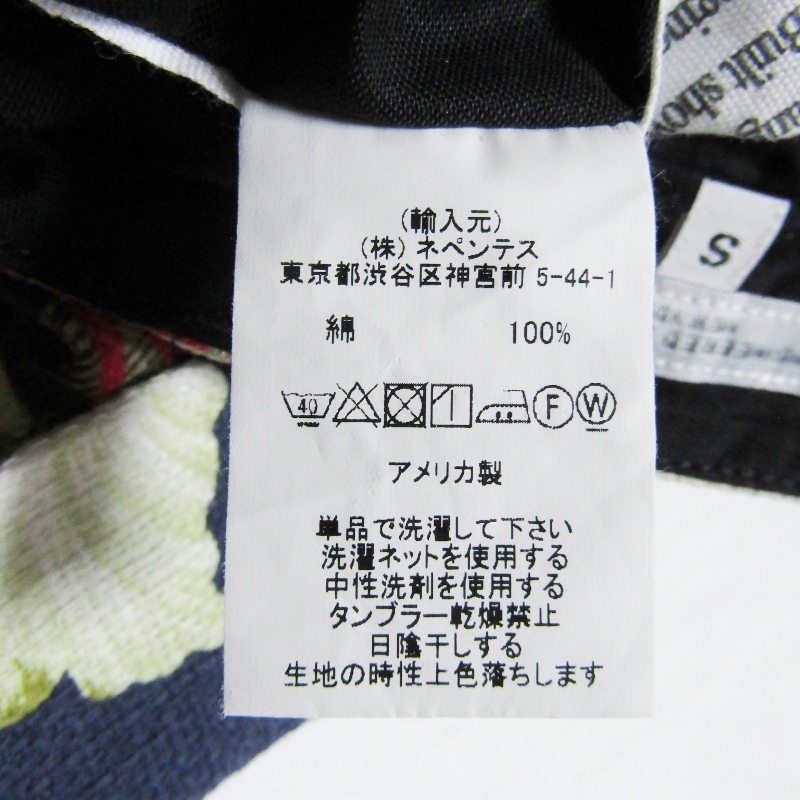 (輸入元)
(株) ネペンテス
東京都渋谷区神宮前 5-44-1
綿 100%
40 F W
アメリカ製
単品で洗濯して下さい
洗濯ネットを使用する
中性洗剤を使用する
タンブラー乾燥禁止
日陰干しする
生地の時性上色落ちします
S
Built sho